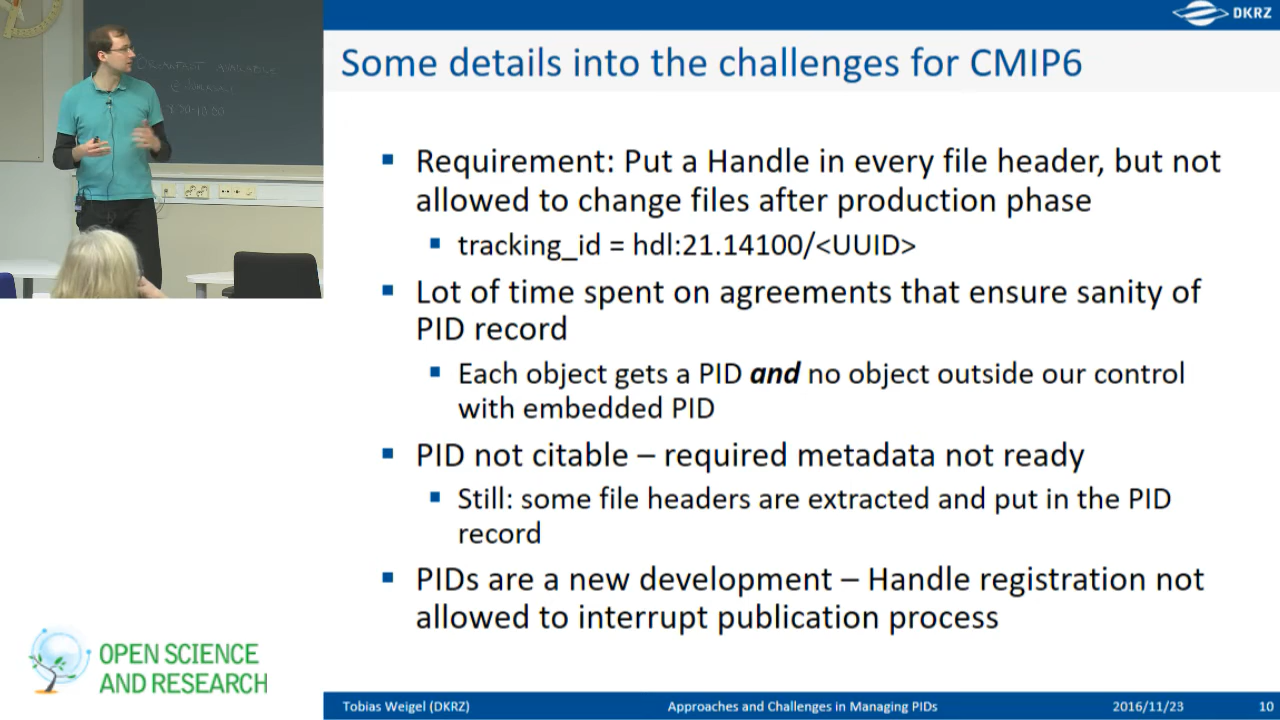 DKRZ
Some details into the challenges for CMIP6
Requirement: Put a Handle in every file header, but not
allowed to change files after production phase
tracking_id = hdl:21.14100/<UUID>
Lot of time spent on agreements that ensure sanity of
PID record
Each object gets a PID and no object outside our control
with embedded PID
PID not citable – required metadata not ready
Still: some file headers are extracted and put in the PID
record
PIDs are a new development – Handle registration not
allowed to interrupt publication process
OPEN SCIENCE
AND RESEARCH
Tobias Weigel (DKRZ)
Approaches and Challenges in Managing PIDs
2016/11/23
10